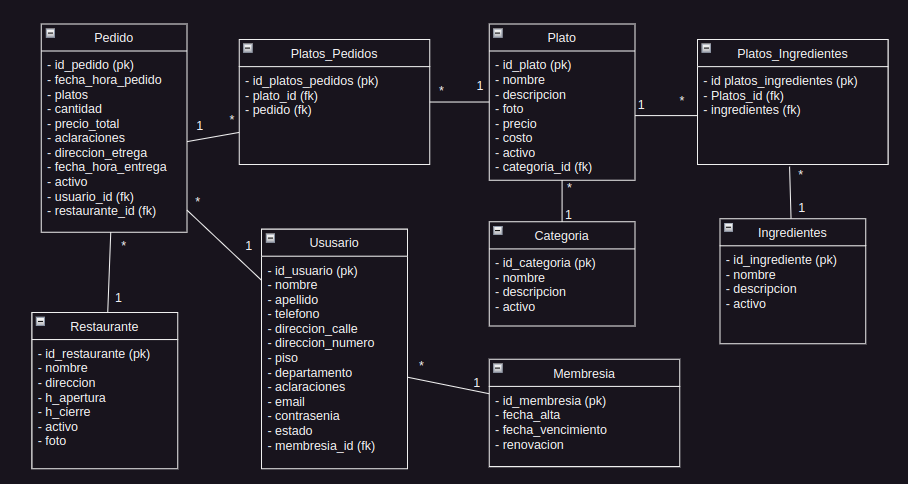 Pedido
- id_pedido (pk)
- fecha_hora_pedido
- platos
- cantidad
- precio_total
- aclaraciones
- direccion_etrega
- fecha_hora_entrega
- activo
- usuario_id (fk)
- restaurante_id (fk)
1
*
Platos_Pedidos
- id_platos_pedidos (pk)
- plato_id (fk)
- pedido (fk)
*
1
Plato
- id_plato (pk)
- nombre
- descripcion
- foto
- precio
- costo
- activo
- categoria_id (fk)
1
*
Platos_Ingredientes
- id platos_ingredientes (pk)
- Platos_id (fk)
- ingredientes (fk)
*
1
*
1
*
1
*
1
Restaurante
- id_restaurante (pk)
- nombre
- direccion
- h_apertura
- h_cierre
- activo
- foto
Ususario
- id_usuario (pk)
- nombre
- apellido
- telefono
- direccion_calle
- direccion_numero
- piso
- departamento
- aclaraciones
- email
- contrasenia
- estado
- membresia_id (fk)
*
1
Categoria
- id_categoria (pk)
- nombre
- descripcion
- activo
Ingredientes
- id_ingrediente (pk)
- nombre
- descripcion
- activo
Membresia
- id_membresia (pk)
- fecha_alta
- fecha_vencimiento
- renovacion